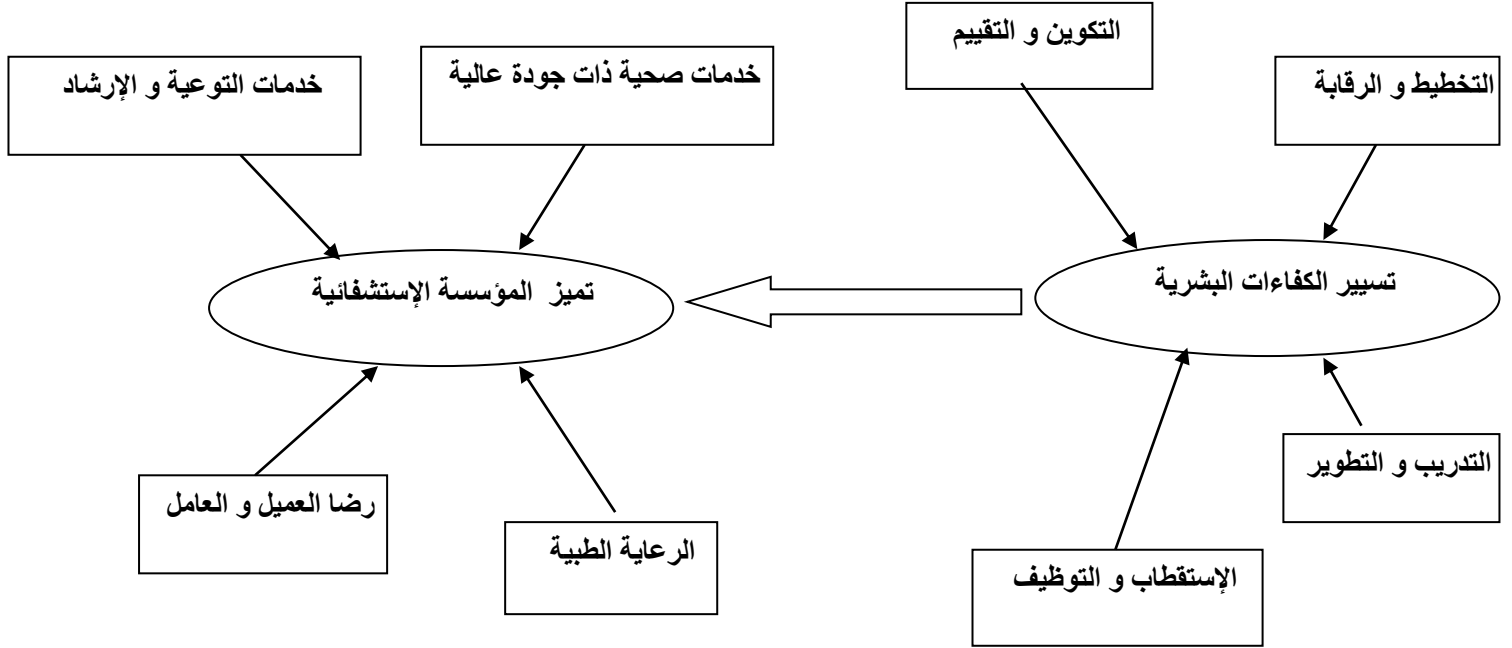 التكوين و التقييم
التخطيط و الرقابة
خدمات صحية ذات جودة عالية
خدمات التوعية و الإرشاد
تسيير الكفاءات البشرية
تميز المؤسسة الإستشفائية
التدريب و التطوير
الإستقطاب و التوظيف
الرعاية الطبية
رضا العميل و العامل